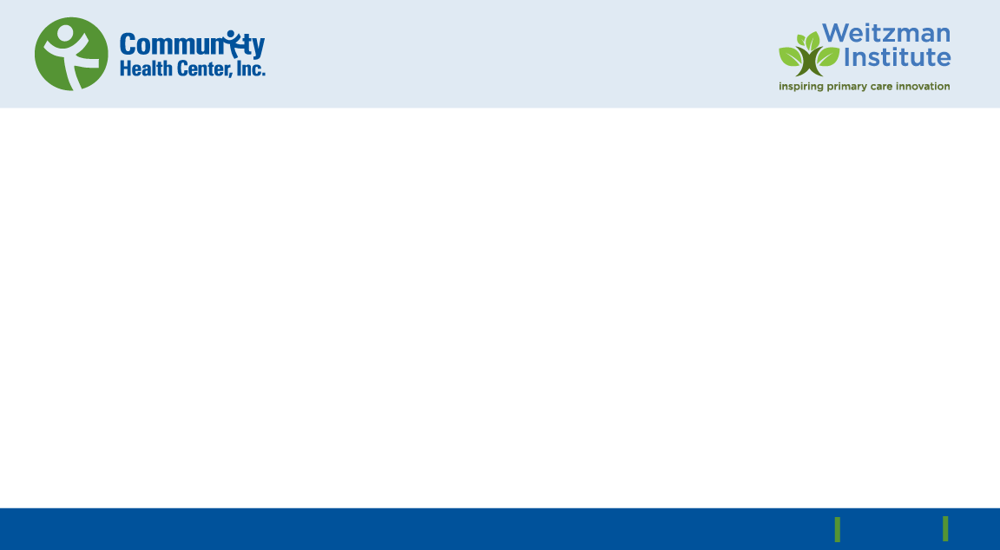 Community
Health Center, Inc.
Weitzman
Institute
inspiring primary care innovation